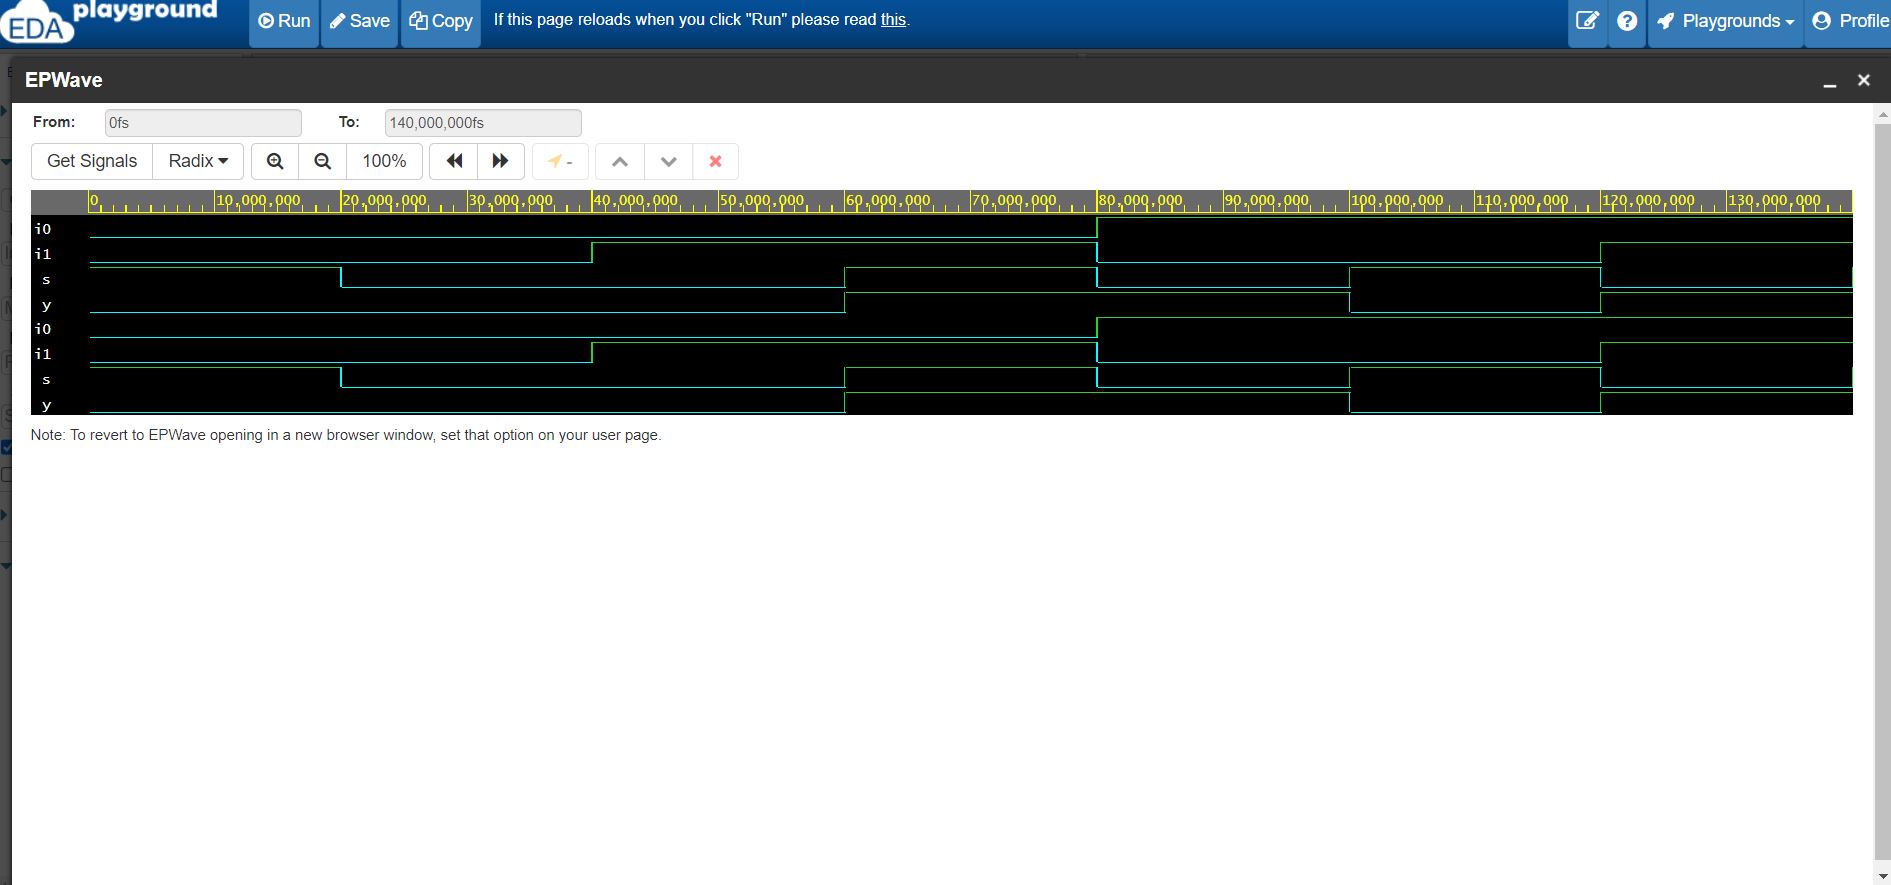 EDA playground
Run Save Copy If this page reloads when you click "Run" please read this. Playgrounds Profile
EPWave
From: 0fs To: 140,000,000fs
Get Signals Radix 100% -
0 10,000,000 20,000,000 30,000,000 40,000,000 50,000,000 60,000,000 70,000,000 80,000,000 90,000,000 100,000,000 110,000,000 120,000,000 130,000,000
i0
i1
s
y
i0
i1
s
y
Note: To revert to EPWave opening in a new browser window, set that option on your user page.